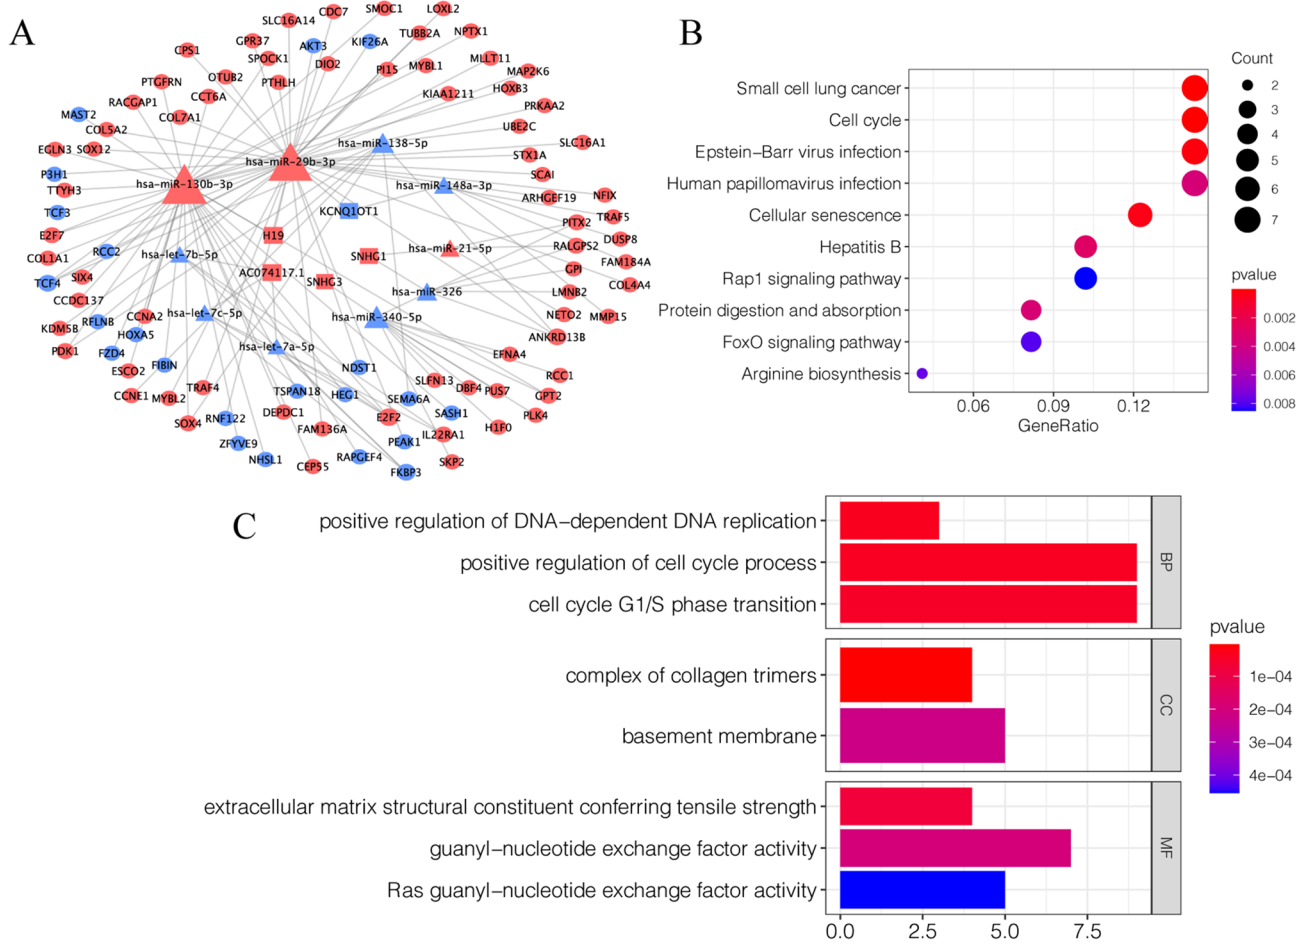 A
CDC7
SMOC1
LOXL2
SLC16A14
TUBB2A
NPTX1
GPR37
AKT3
KIF26A
CPS1
SPOCK1
DIO2
PI15
MYBL1
MLLT11
MAP2K6
OTUB2
PTHLH
PTGFRN
CCT6A
KIAA1211
HOXB3
RACGAP1
PRKAA2
MAST2
COL7A1
COL5A2
UBE2C
EGLN3
SOX12
hsa-miR-138-5p
SLC16A1
hsa-miR-29b-3p
STX1A
P3H1
hsa-miR-130b-3p
hsa-miR-148a-3p
SCAI
TTYH3
ARHGEF19
NFIX
TCF3
KCNQ1OT1
TRAF5
PITX2
E2F7
H19
DUSP8
RCC2
hsa-let-7b-5p
SNHG1
hsa-miR-21-5p
RALGPS2
COL1A1
FAM184A
SIX4
AC074117.1
GPI
TCF4
SNHG3
COL4A4
CCDC137
hsa-miR-326
LMNB2
hsa-let-7c-5p
hsa-miR-340-5p
NETO2
MMP15
RFLNB
CCNA2
KDM5B
HOXA5
ANKRD13B
PDK1
FZD4
hsa-let-7a-5p
EFNA4
FIBIN
ESCO2
NDST1
RCC1
TRAF4
SLFN13
DBF4
PUS7
CCNE1
MYBL2
TSPAN18
HEG1
SEMA6A
GPT2
SOX4
RNF122
DEPDC1
E2F2
SASH1
PLK4
FAM136A
H1F0
ZFYVE9
PEAK1
IL22RA1
NHSL1
CEP55
RAPGEF4
FKBP3
SKP2
B
Small cell lung cancer
Cell cycle
Epstein−Barr virus infection
Human papillomavirus infection
Cellular senescence
Hepatitis B
Rap1 signaling pathway
Protein digestion and absorption
FoxO signaling pathway
Arginine biosynthesis
0.06
0.09
0.12
GeneRatio
Count
2
3
4
5
6
7
pvalue
0.002
0.004
0.006
0.008
C
positive regulation of DNA−dependent DNA replication
positive regulation of cell cycle process
cell cycle G1/S phase transition
BP
complex of collagen trimers
basement membrane
CC
extracellular matrix structural constituent conferring tensile strength
guanyl−nucleotide exchange factor activity
Ras guanyl−nucleotide exchange factor activity
MF
0.0
2.5
5.0
7.5
pvalue
1e−04
2e−04
3e−04
4e−04